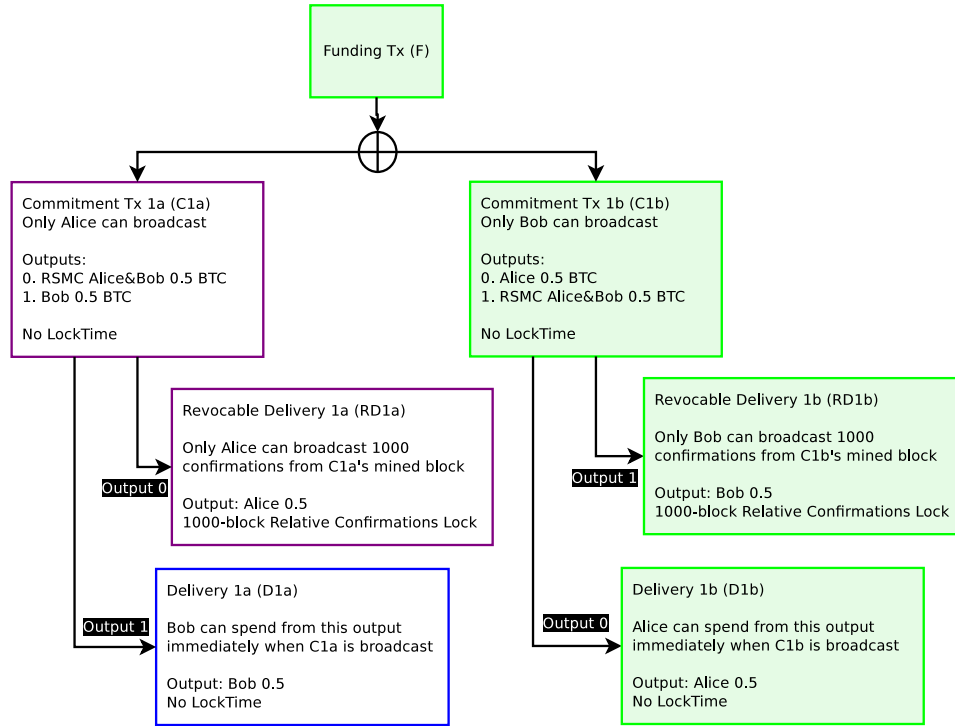 Funding Tx (F)
Commitment Tx 1a (C1a)
Only Alice can broadcast
Outputs:
0. RSMC Alice&Bob 0.5 BTC
1. Bob 0.5 BTC
No LockTime
Commitment Tx 1b (C1b)
Only Bob can broadcast
Outputs:
0. Alice 0.5 BTC
1. RSMC Alice&Bob 0.5 BTC
No LockTime
Output 0
Revocable Delivery 1a (RD1a)
Only Alice can broadcast 1000
confirmations from C1a's mined block
Output: Alice 0.5
1000-block Relative Confirmations Lock
Output 1
Revocable Delivery 1b (RD1b)
Only Bob can broadcast 1000
confirmations from C1b's mined block
Output: Bob 0.5
1000-block Relative Confirmations Lock
Output 1
Delivery 1a (D1a)
Bob can spend from this output
immediately when C1a is broadcast
Output: Bob 0.5
No LockTime
Output 0
Delivery 1b (D1b)
Alice can spend from this output
immediately when C1b is broadcast
Output: Alice 0.5
No LockTime